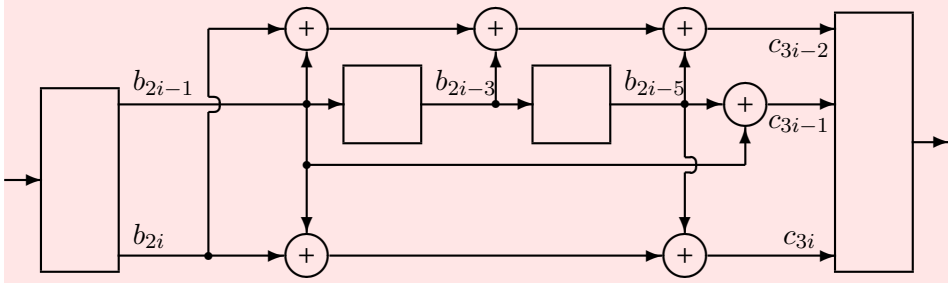 + + +
c_{3i-2}
b_{2i-1} b_{2i-3} b_{2i-5}
+
c_{3i-1}
b_{2i} c_{3i}
+ +